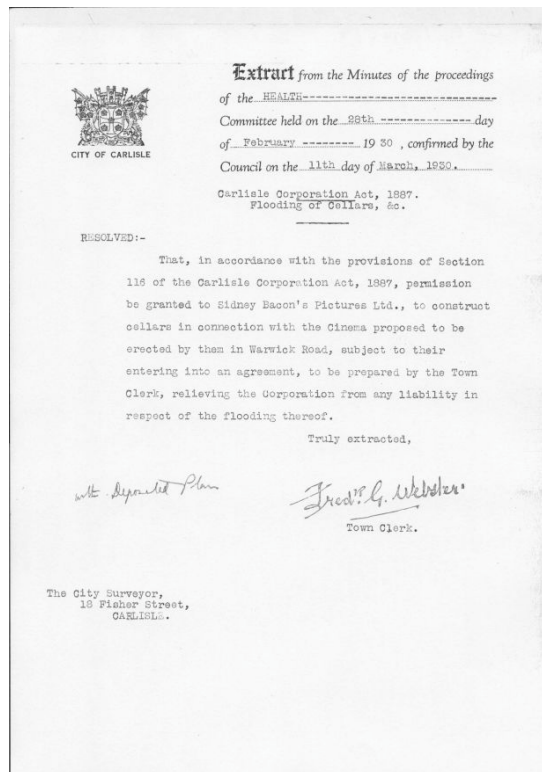 Extract from the Minutes of the proceedings
of the HEALTH--------------------------------
Committee held on the 28th -------------- day
of February -------- 1930 , confirmed by the
Council on the 11th day of March, 1930.
CITY OF CARLISLE
Carlisle Corporation Act, 1887.
Flooding of Cellars, &c.
RESOLVED:-
That, in accordance with the provisions of Section
116 of the Carlisle Corporation Act, 1887, permission
be granted to Sidney Bacon's Pictures Ltd., to construct
cellars in connection with the Cinema proposed to be
erected by them in Warwick Road, subject to their
entering into an agreement, to be prepared by the Town
Clerk, relieving the Corporation from any liability in
respect of the flooding thereof.
Truly extracted,
with Deposited Plan
Fredk. G. Webster.
Town Clerk.
The City Surveyor,
18 Fisher Street,
CARLISLE.